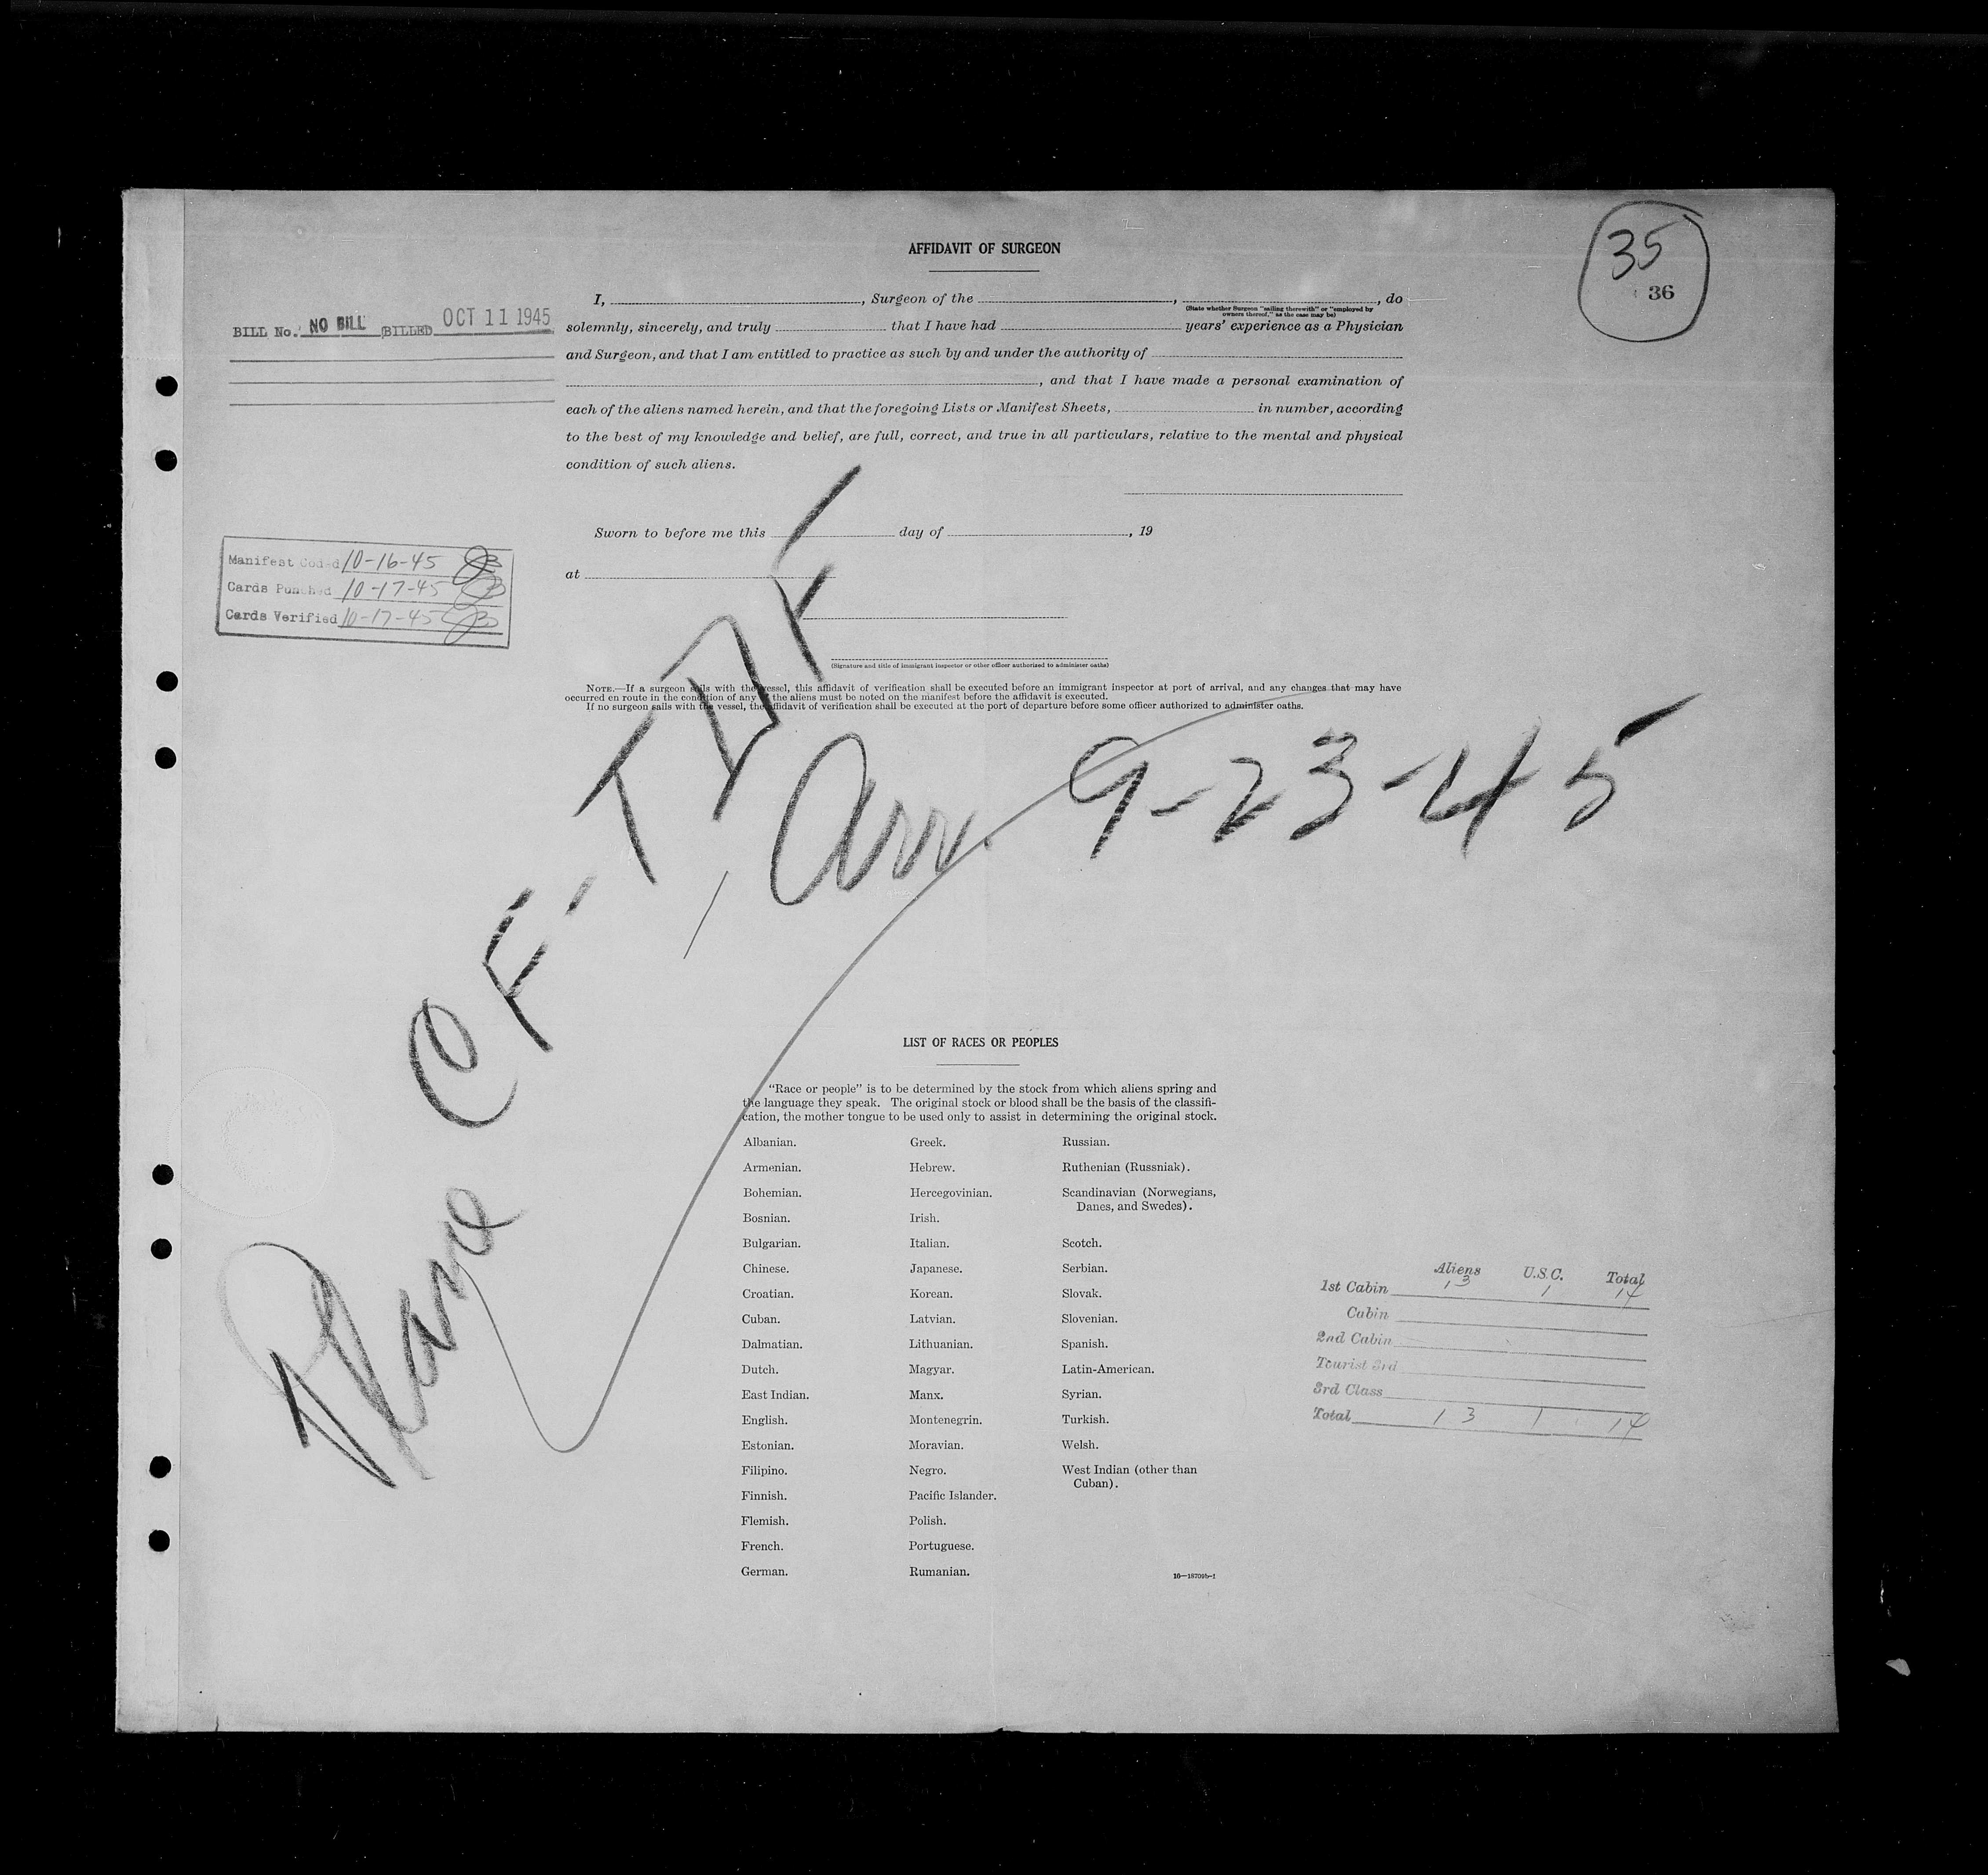 AFFIDAVIT OF SURGEON
35
36
BILL No. NO BILL BILLED OCT 11 1945
I, , Surgeon of the , , do
(State whether Surgeon "sailing therewith" or "employed by
owners thereof," as the case may be)
solemnly, sincerely, and truly that I have had years' experience as a Physician
and Surgeon, and that I am entitled to practice as such by and under the authority of
, and that I have made a personal examination of
each of the aliens named herein, and that the foregoing Lists or Manifest Sheets, in number, according
to the best of my knowledge and belief, are full, correct, and true in all particulars, relative to the mental and physical
condition of such aliens.
Sworn to before me this day of , 19
at
Manifest Coded 10-16-45
Cards Punched 10-17-45
Cards Verified 10-17-45
(Signature and title of immigrant inspector or other officer authorized to administer oaths)
NOTE.—If a surgeon sails with the vessel, this affidavit of verification shall be executed before an immigrant inspector at port of arrival, and any changes that may have
occurred en route in the condition of any of the aliens must be noted on the manifest before the affidavit is executed.
If no surgeon sails with the vessel, the affidavit of verification shall be executed at the port of departure before some officer authorized to administer oaths.
Plane CF-
Arr. 9-23-45
LIST OF RACES OR PEOPLES
"Race or people" is to be determined by the stock from which aliens spring and
the language they speak. The original stock or blood shall be the basis of the classifi-
cation, the mother tongue to be used only to assist in determining the original stock.
Albanian.
Armenian.
Bohemian.
Bosnian.
Bulgarian.
Chinese.
Croatian.
Cuban.
Dalmatian.
Dutch.
East Indian.
English.
Estonian.
Filipino.
Finnish.
Flemish.
French.
German.
Greek.
Hebrew.
Hercegovinian.
Irish.
Italian.
Japanese.
Korean.
Latvian.
Lithuanian.
Magyar.
Manx.
Montenegrin.
Moravian.
Negro.
Pacific Islander.
Polish.
Portuguese.
Rumanian.
Russian.
Ruthenian (Russniak).
Scandinavian (Norwegians,
Danes, and Swedes).
Scotch.
Serbian.
Slovak.
Slovenian.
Spanish.
Latin-American.
Syrian.
Turkish.
Welsh.
West Indian (other than
Cuban).
16—18709b-1
Aliens U.S.C. Total
1st Cabin 13 1 14
Cabin
2nd Cabin
Tourist 3rd
3rd Class
Total 13 1 14